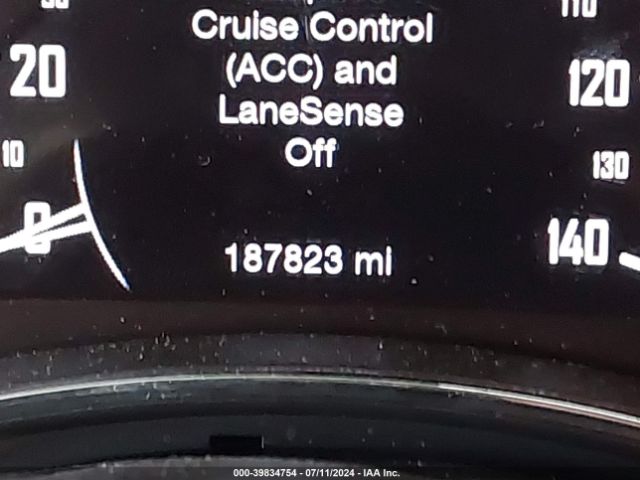 Cruise Control
(ACC) and
LaneSense
Off
187823 mi
20
10
0
110
120
130
140
000-39834754 - 07/11/2024 - IAA Inc.